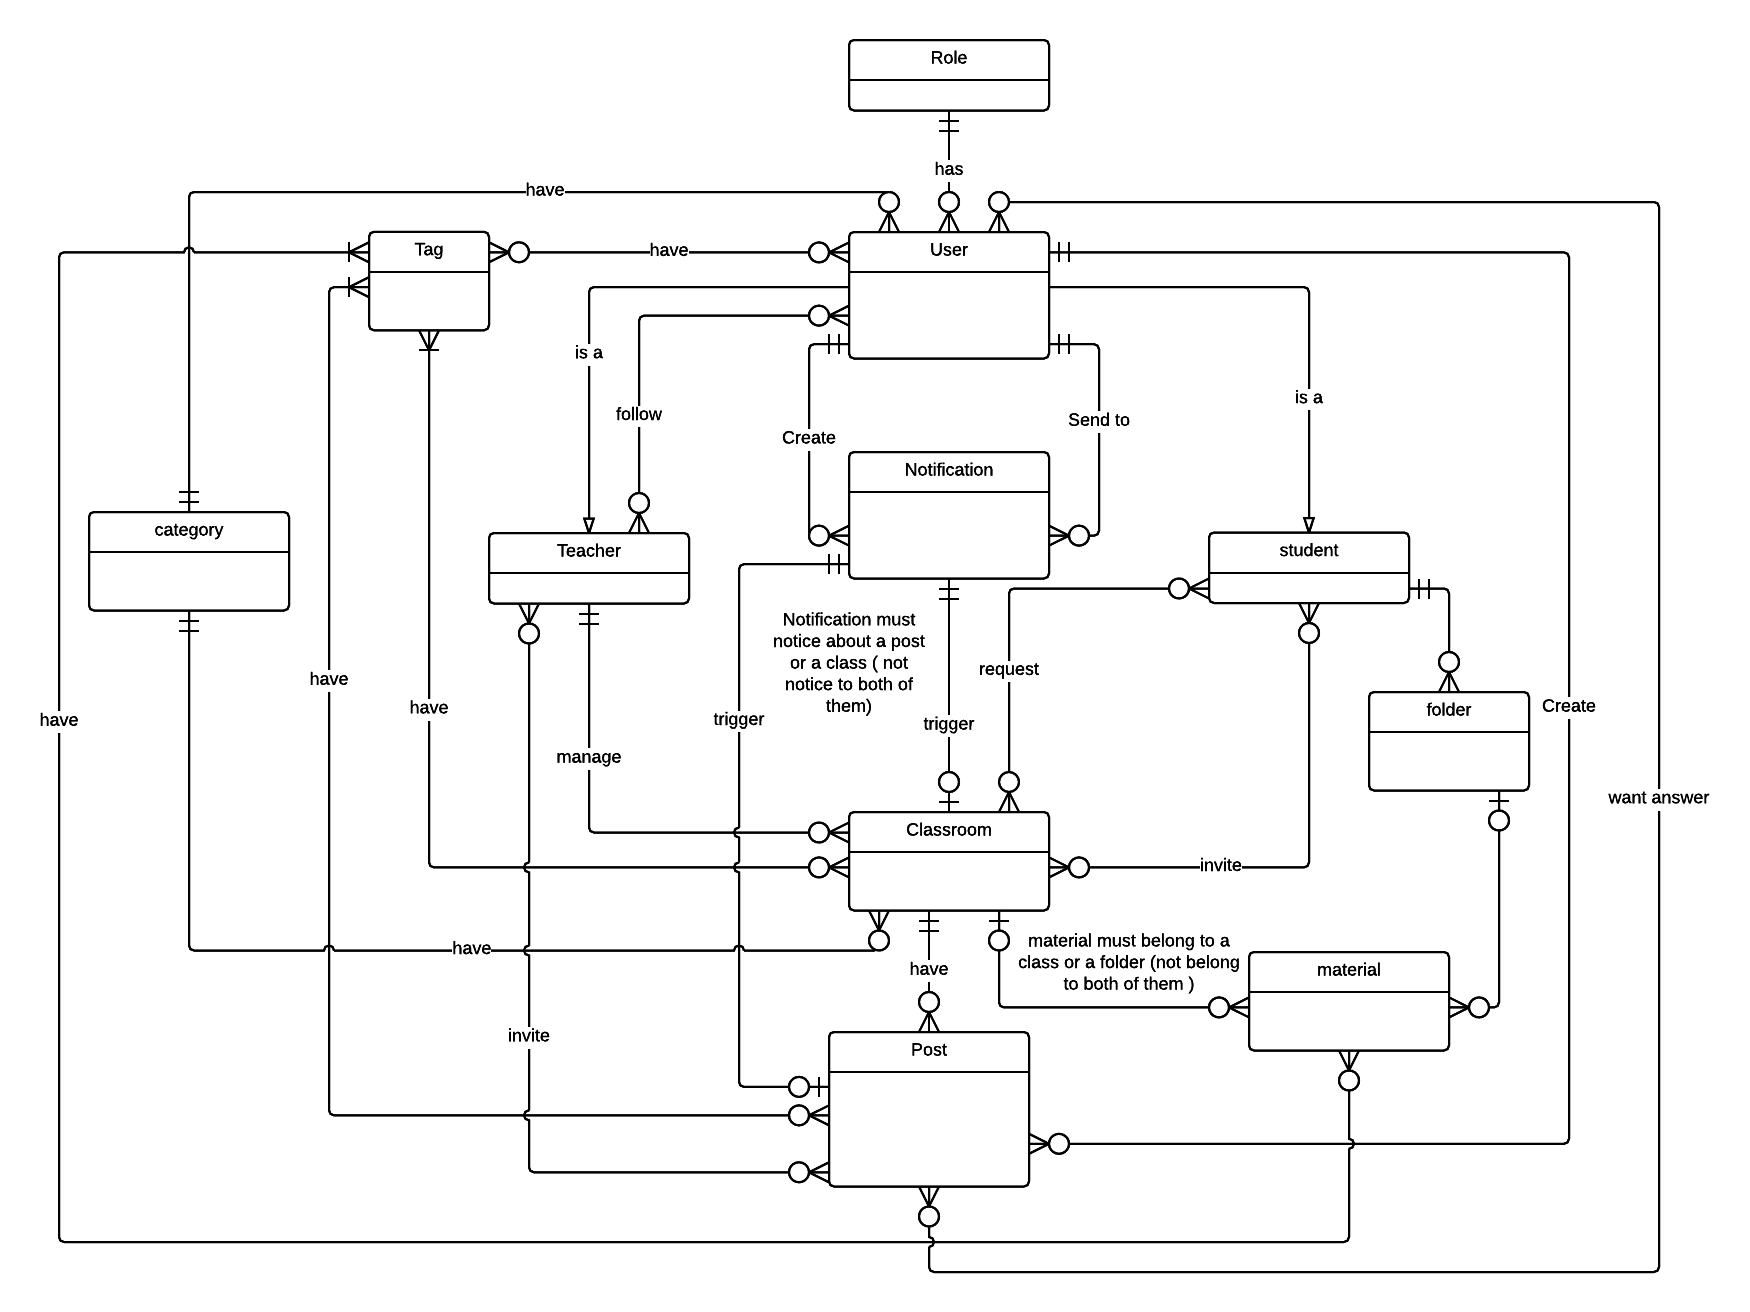 Role
has
have
Tag
have
User
is a
follow
Create
Send to
is a
Notification
category
Teacher
student
Notification must
notice about a post
or a class ( not
notice to both of
them)
request
have
have
have
trigger
trigger
manage
folder
Create
want answer
Classroom
invite
have
have
material must belong to a
class or a folder (not belong
to both of them )
material
invite
Post